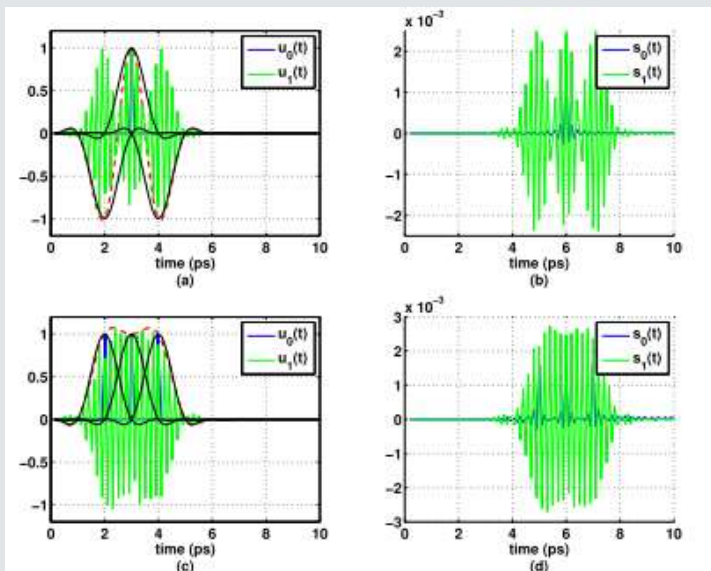 1
0.5
0
−0.5
−1
0 2 4 6 8 10
time (ps)
(a)
u0(t)
u1(t)
x 10−3
2
1
0
−1
−2
0 2 4 6 8 10
time (ps)
(b)
s0(t)
s1(t)
1
0.5
0
−0.5
−1
0 2 4 6 8 10
time (ps)
(c)
u0(t)
u1(t)
x 10−3
3
2
1
0
−1
−2
−3
0 2 4 6 8 10
time (ps)
(d)
s0(t)
s1(t)